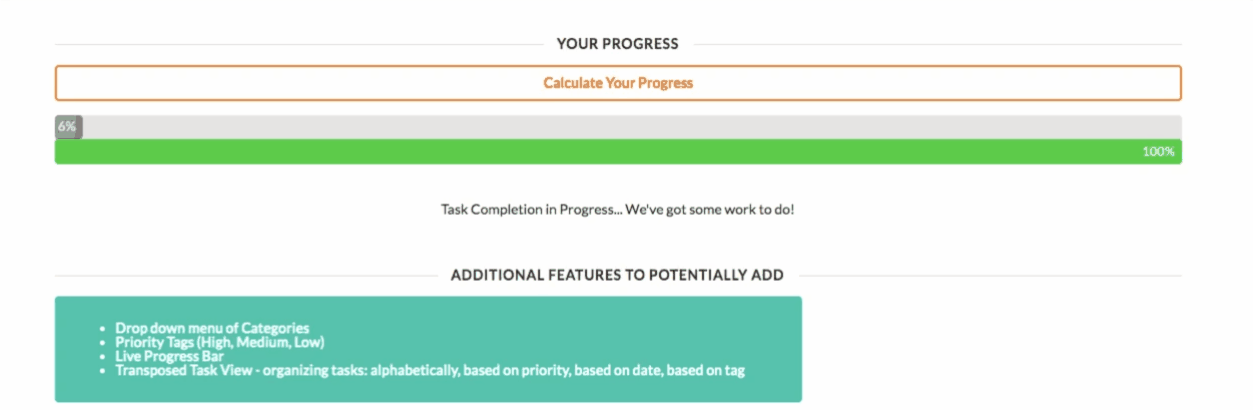 YOUR PROGRESS
Calculate Your Progress
6%
100%
Task Completion in Progress... We've got some work to do!
ADDITIONAL FEATURES TO POTENTIALLY ADD
• Drop down menu of Categories
• Priority Tags (High, Medium, Low)
• Live Progress Bar
• Transposed Task View - organizing tasks: alphabetically, based on priority, based on date, based on tag